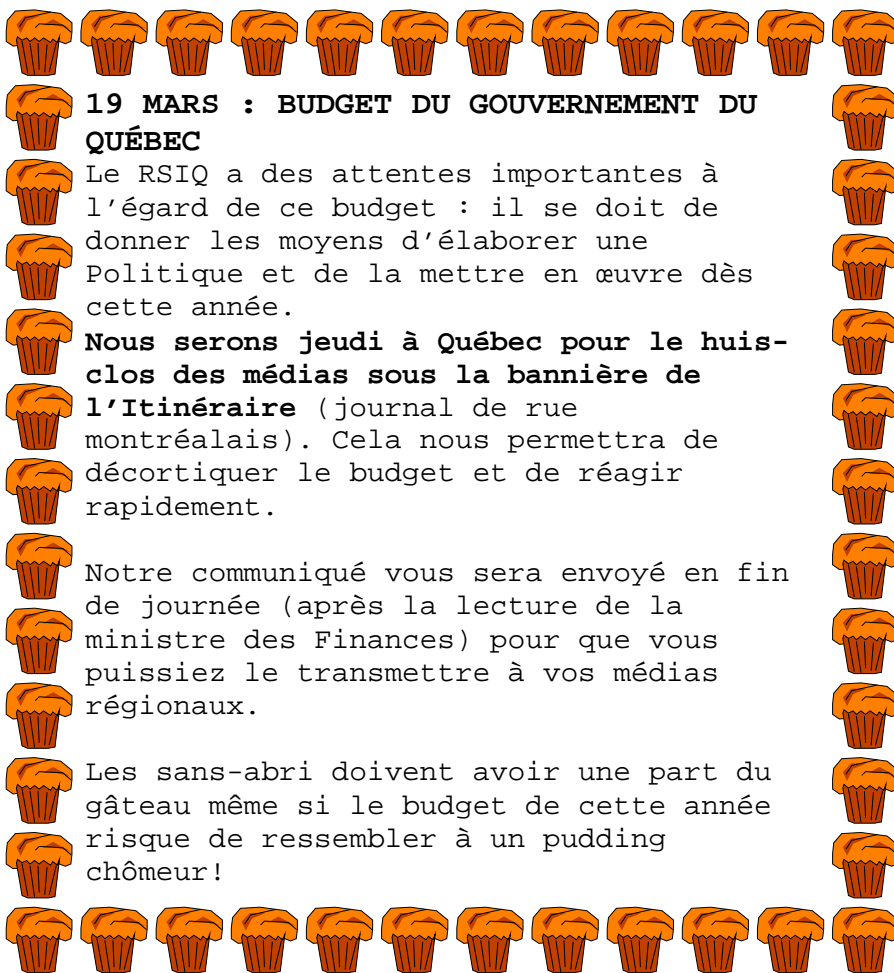 19 MARS : BUDGET DU GOUVERNEMENT DU
QUÉBEC
Le RSIQ a des attentes importantes à
l’égard de ce budget : il se doit de
donner les moyens d’élaborer une
Politique et de la mettre en œuvre dès
cette année.
Nous serons jeudi à Québec pour le huis-
clos des médias sous la bannière de
l’Itinéraire (journal de rue
montréalais). Cela nous permettra de
décortiquer le budget et de réagir
rapidement.
Notre communiqué vous sera envoyé en fin
de journée (après la lecture de la
ministre des Finances) pour que vous
puissiez le transmettre à vos médias
régionaux.
Les sans-abri doivent avoir une part du
gâteau même si le budget de cette année
risque de ressembler à un pudding
chômeur!